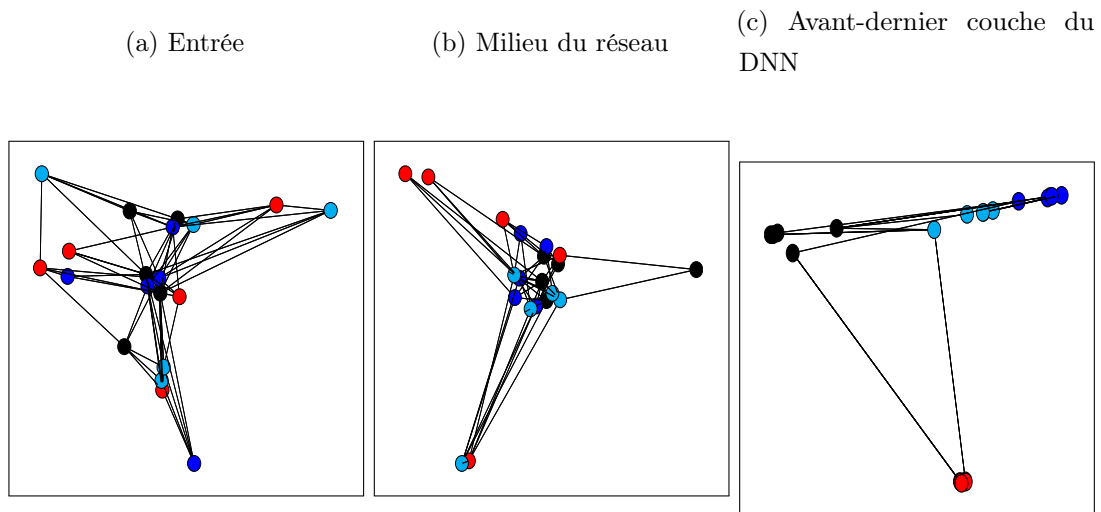 (a) Entrée
(b) Milieu du réseau
(c) Avant-dernier couche du
DNN